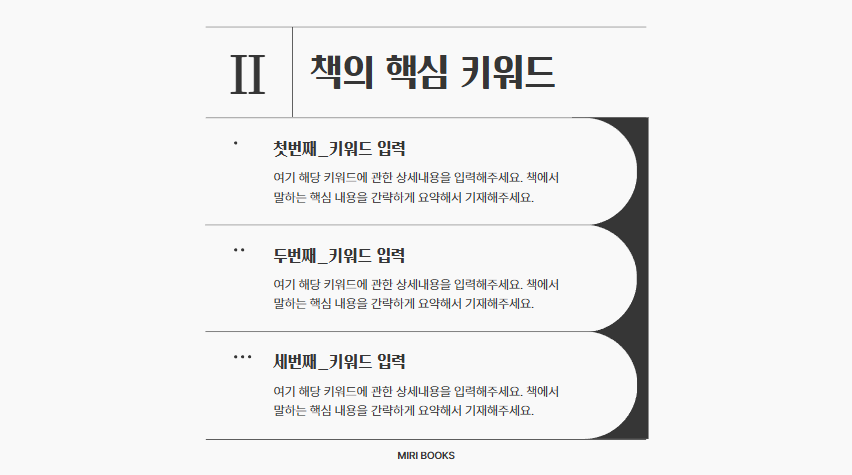 II
책의 핵심 키워드
첫번째_키워드 입력
여기 해당 키워드에 관한 상세내용을 입력해주세요. 책에서
말하는 핵심 내용을 간략하게 요약해서 기재해주세요.
두번째_키워드 입력
여기 해당 키워드에 관한 상세내용을 입력해주세요. 책에서
말하는 핵심 내용을 간략하게 요약해서 기재해주세요.
세번째_키워드 입력
여기 해당 키워드에 관한 상세내용을 입력해주세요. 책에서
말하는 핵심 내용을 간략하게 요약해서 기재해주세요.
MIRI BOOKS